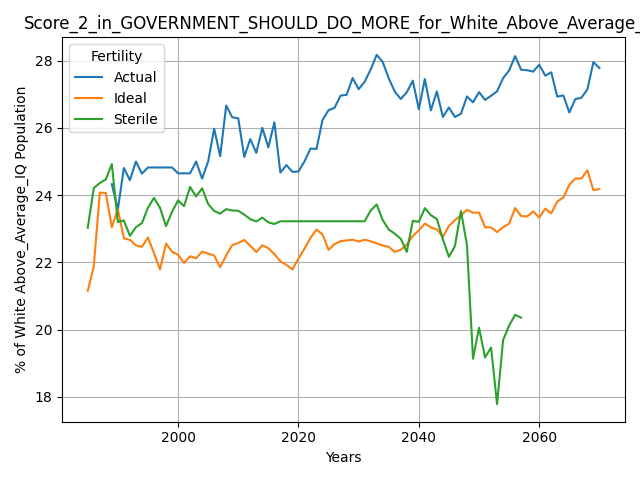 Score_2_in_GOVERNMENT_SHOULD_DO_MORE_for_White_Above_Average_
Fertility
Actual
Ideal
Sterile
% of White Above_Average_IQ Population
28
26
24
22
20
18
2000 2020 2040 2060
Years